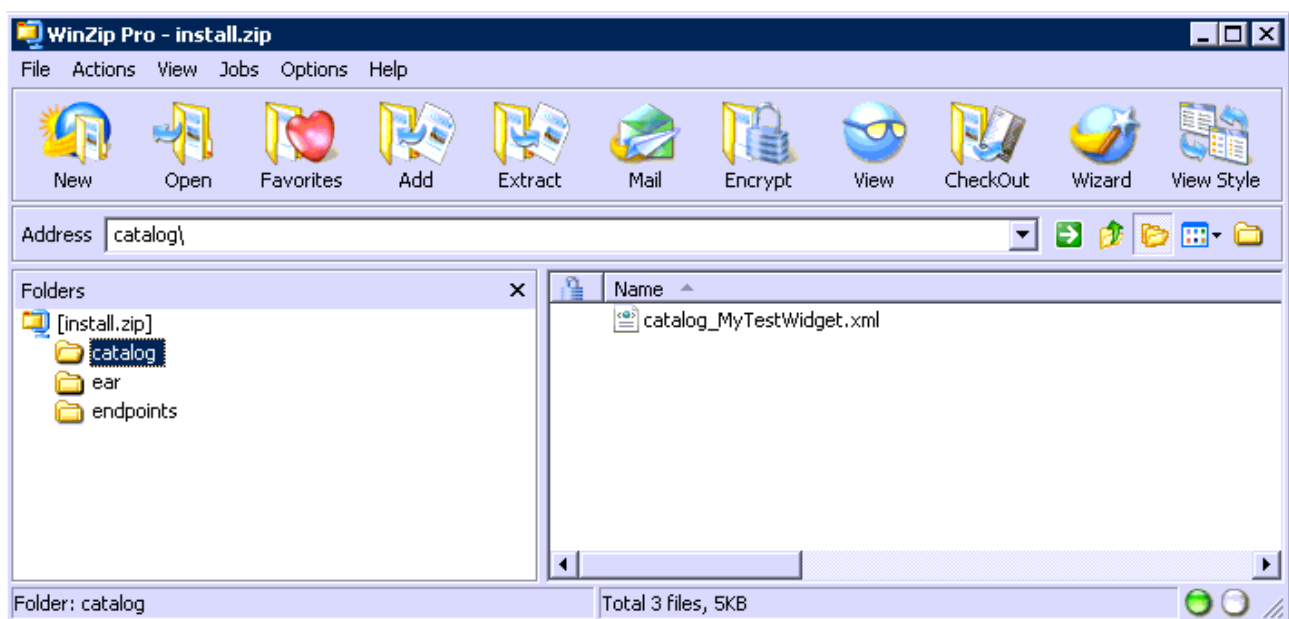 WinZip Pro - install.zip
File Actions View Jobs Options Help
New Open Favorites Add Extract Mail Encrypt View CheckOut Wizard View Style
Address catalog\
Folders
Name
[install.zip]
catalog_MyTestWidget.xml
catalog
ear
endpoints
Folder: catalog
Total 3 files, 5KB